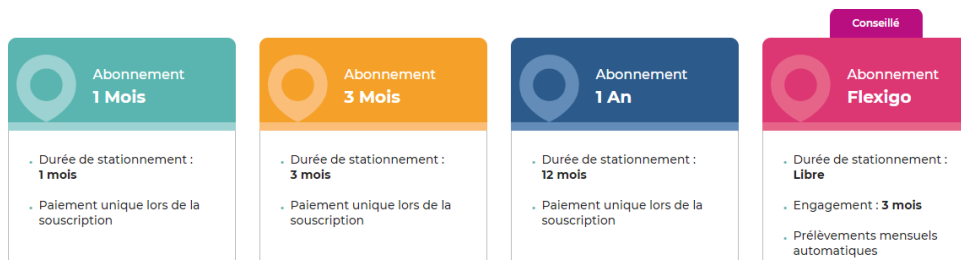 Conseillé
Abonnement
1 Mois
Abonnement
3 Mois
Abonnement
1 An
Abonnement
Flexigo
Durée de stationnement :
1 mois
Paiement unique lors de la
souscription
Durée de stationnement :
3 mois
Paiement unique lors de la
souscription
Durée de stationnement :
12 mois
Paiement unique lors de la
souscription
Durée de stationnement :
Libre
Engagement : 3 mois
Prélèvements mensuels
automatiques